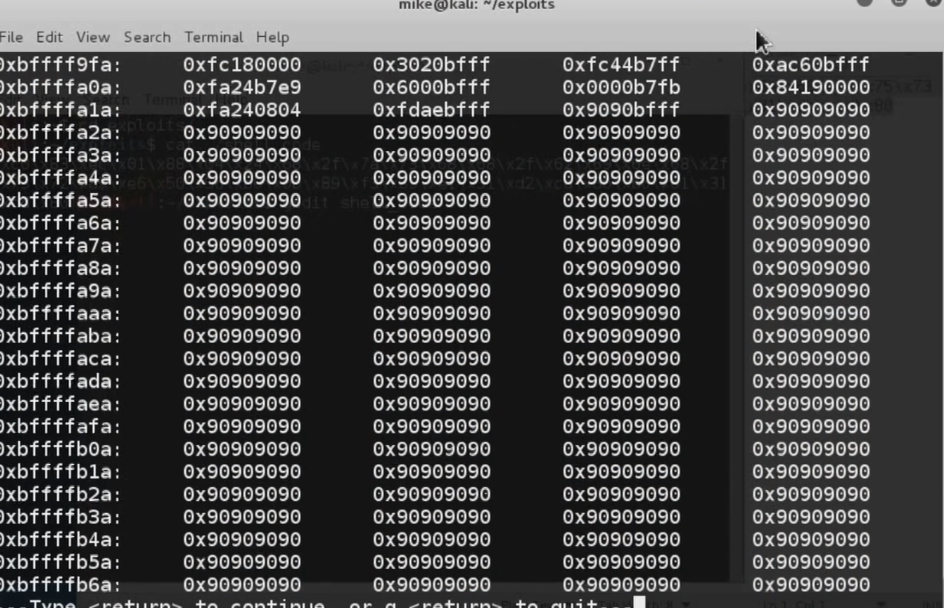 mike@kali: ~/exploits
File Edit View Search Terminal Help
0xbffff9fa: 0xfc180000 0x3020bfff 0xfc44b7ff 0xac60bfff
0xbffffa0a: 0xfa24b7e9 0x6000bfff 0x0000b7fb 0x84190000
0xbffffa1a: 0xfa240804 0xfdaebfff 0x9090bfff 0x90909090
0xbffffa2a: 0x90909090 0x90909090 0x90909090 0x90909090
0xbffffa3a: 0x90909090 0x90909090 0x90909090 0x90909090
0xbffffa4a: 0x90909090 0x90909090 0x90909090 0x90909090
0xbffffa5a: 0x90909090 0x90909090 0x90909090 0x90909090
0xbffffa6a: 0x90909090 0x90909090 0x90909090 0x90909090
0xbffffa7a: 0x90909090 0x90909090 0x90909090 0x90909090
0xbffffa8a: 0x90909090 0x90909090 0x90909090 0x90909090
0xbffffa9a: 0x90909090 0x90909090 0x90909090 0x90909090
0xbffffaaa: 0x90909090 0x90909090 0x90909090 0x90909090
0xbffffaba: 0x90909090 0x90909090 0x90909090 0x90909090
0xbffffaca: 0x90909090 0x90909090 0x90909090 0x90909090
0xbffffada: 0x90909090 0x90909090 0x90909090 0x90909090
0xbffffaea: 0x90909090 0x90909090 0x90909090 0x90909090
0xbffffafa: 0x90909090 0x90909090 0x90909090 0x90909090
0xbffffb0a: 0x90909090 0x90909090 0x90909090 0x90909090
0xbffffb1a: 0x90909090 0x90909090 0x90909090 0x90909090
0xbffffb2a: 0x90909090 0x90909090 0x90909090 0x90909090
0xbffffb3a: 0x90909090 0x90909090 0x90909090 0x90909090
0xbffffb4a: 0x90909090 0x90909090 0x90909090 0x90909090
0xbffffb5a: 0x90909090 0x90909090 0x90909090 0x90909090
0xbffffb6a: 0x90909090 0x90909090 0x90909090 0x90909090
---Type <return> to continue, or q <return> to quit---